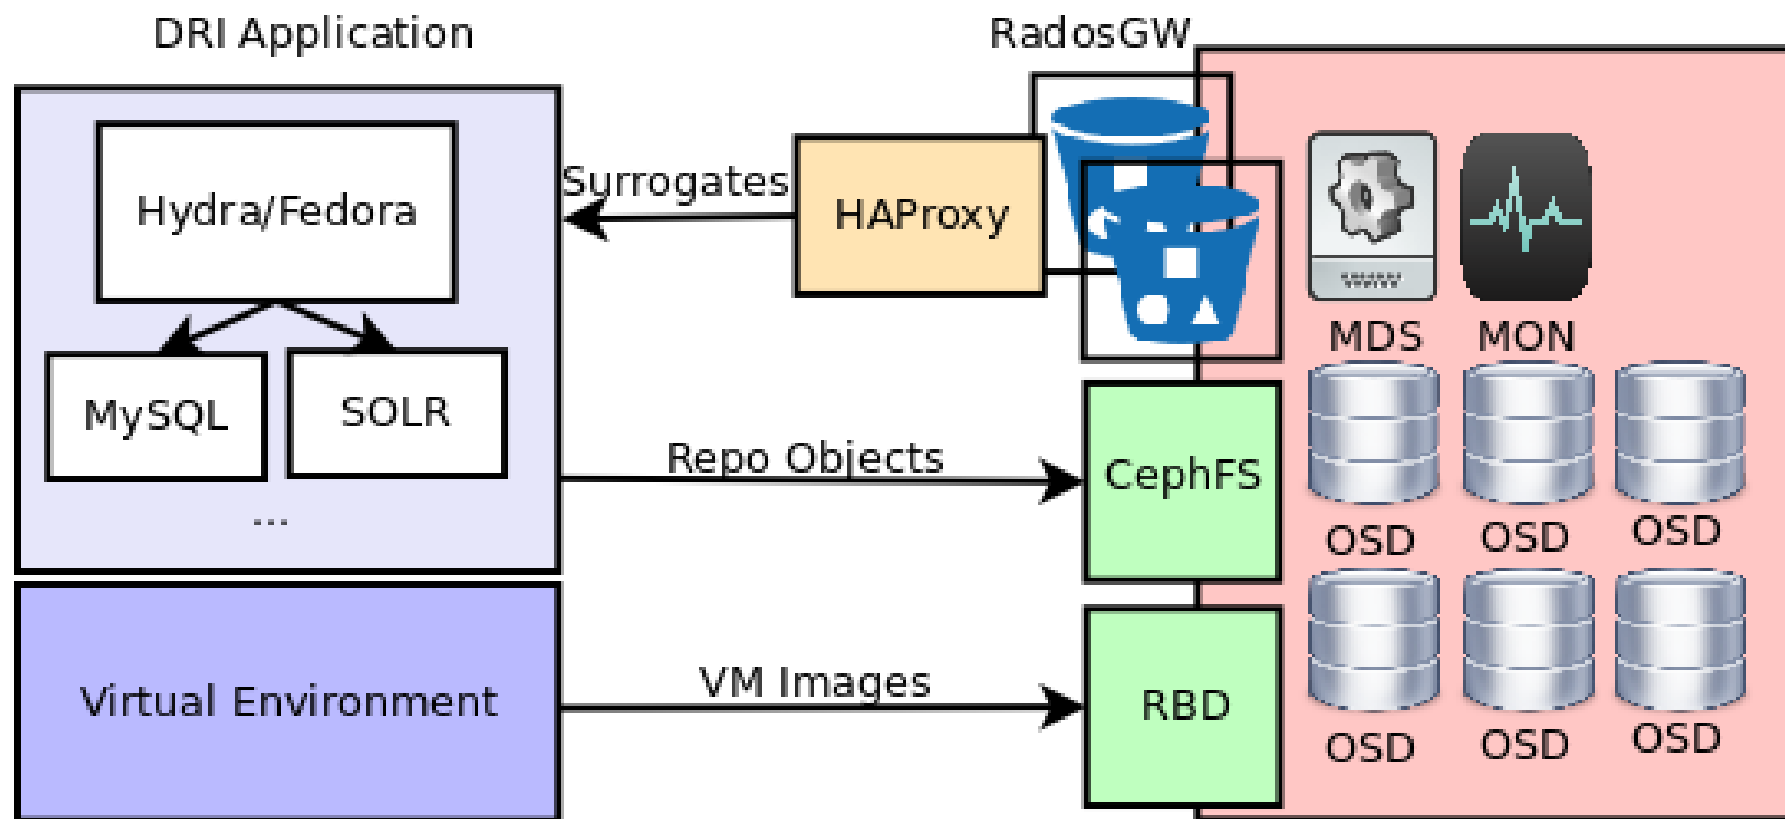 DRI Application
RadosGW
Hydra/Fedora
Surrogates
HAProxy
MDS
MON
MySQL
SOLR
...
Repo Objects
CephFS
OSD
OSD
OSD
Virtual Environment
VM Images
RBD
OSD
OSD
OSD